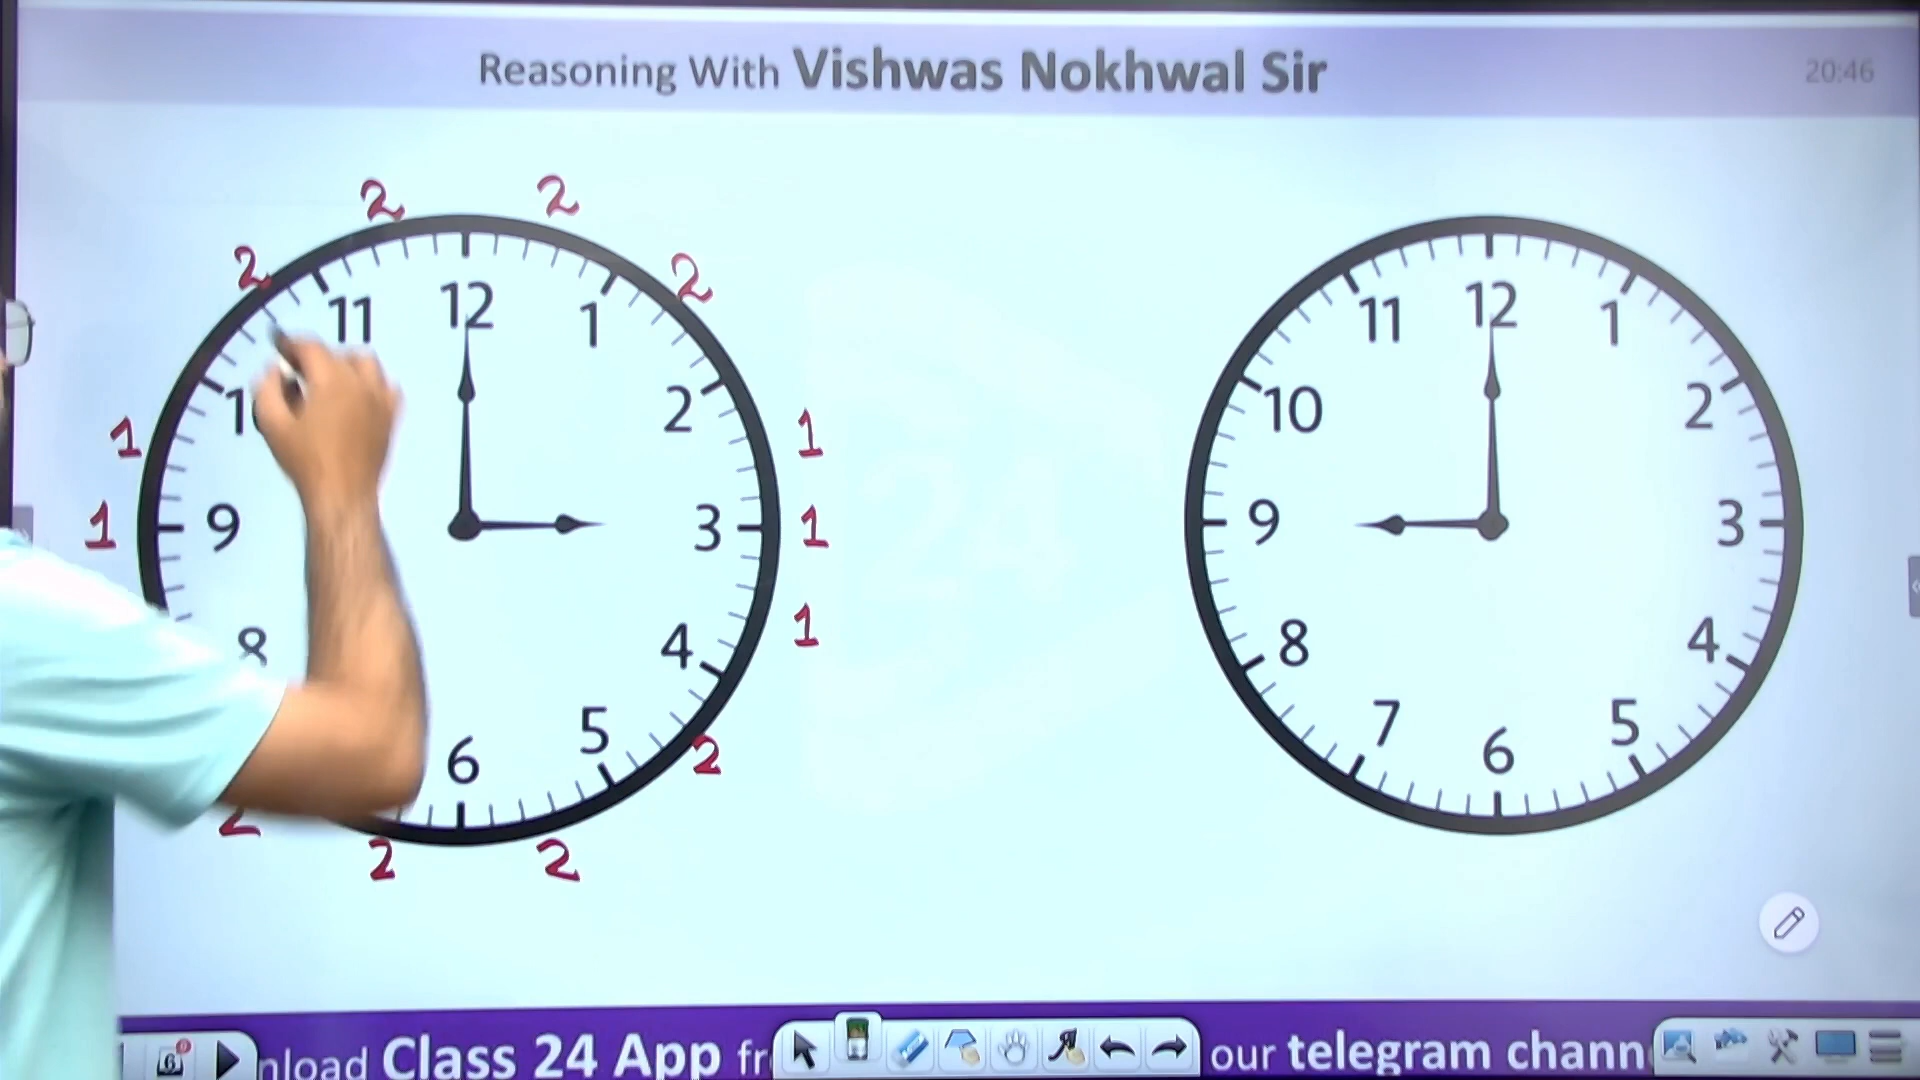 Reasoning With Vishwas Nokhwal Sir
20:46
2 2
2 2
11 12 1
10 2
1 9 3 1
1 1
8 4 1
6 5
2 2
2 2
11 12 1
10 2
9 3
8 4
7 6 5
nload Class 24 App fr
our telegram chann